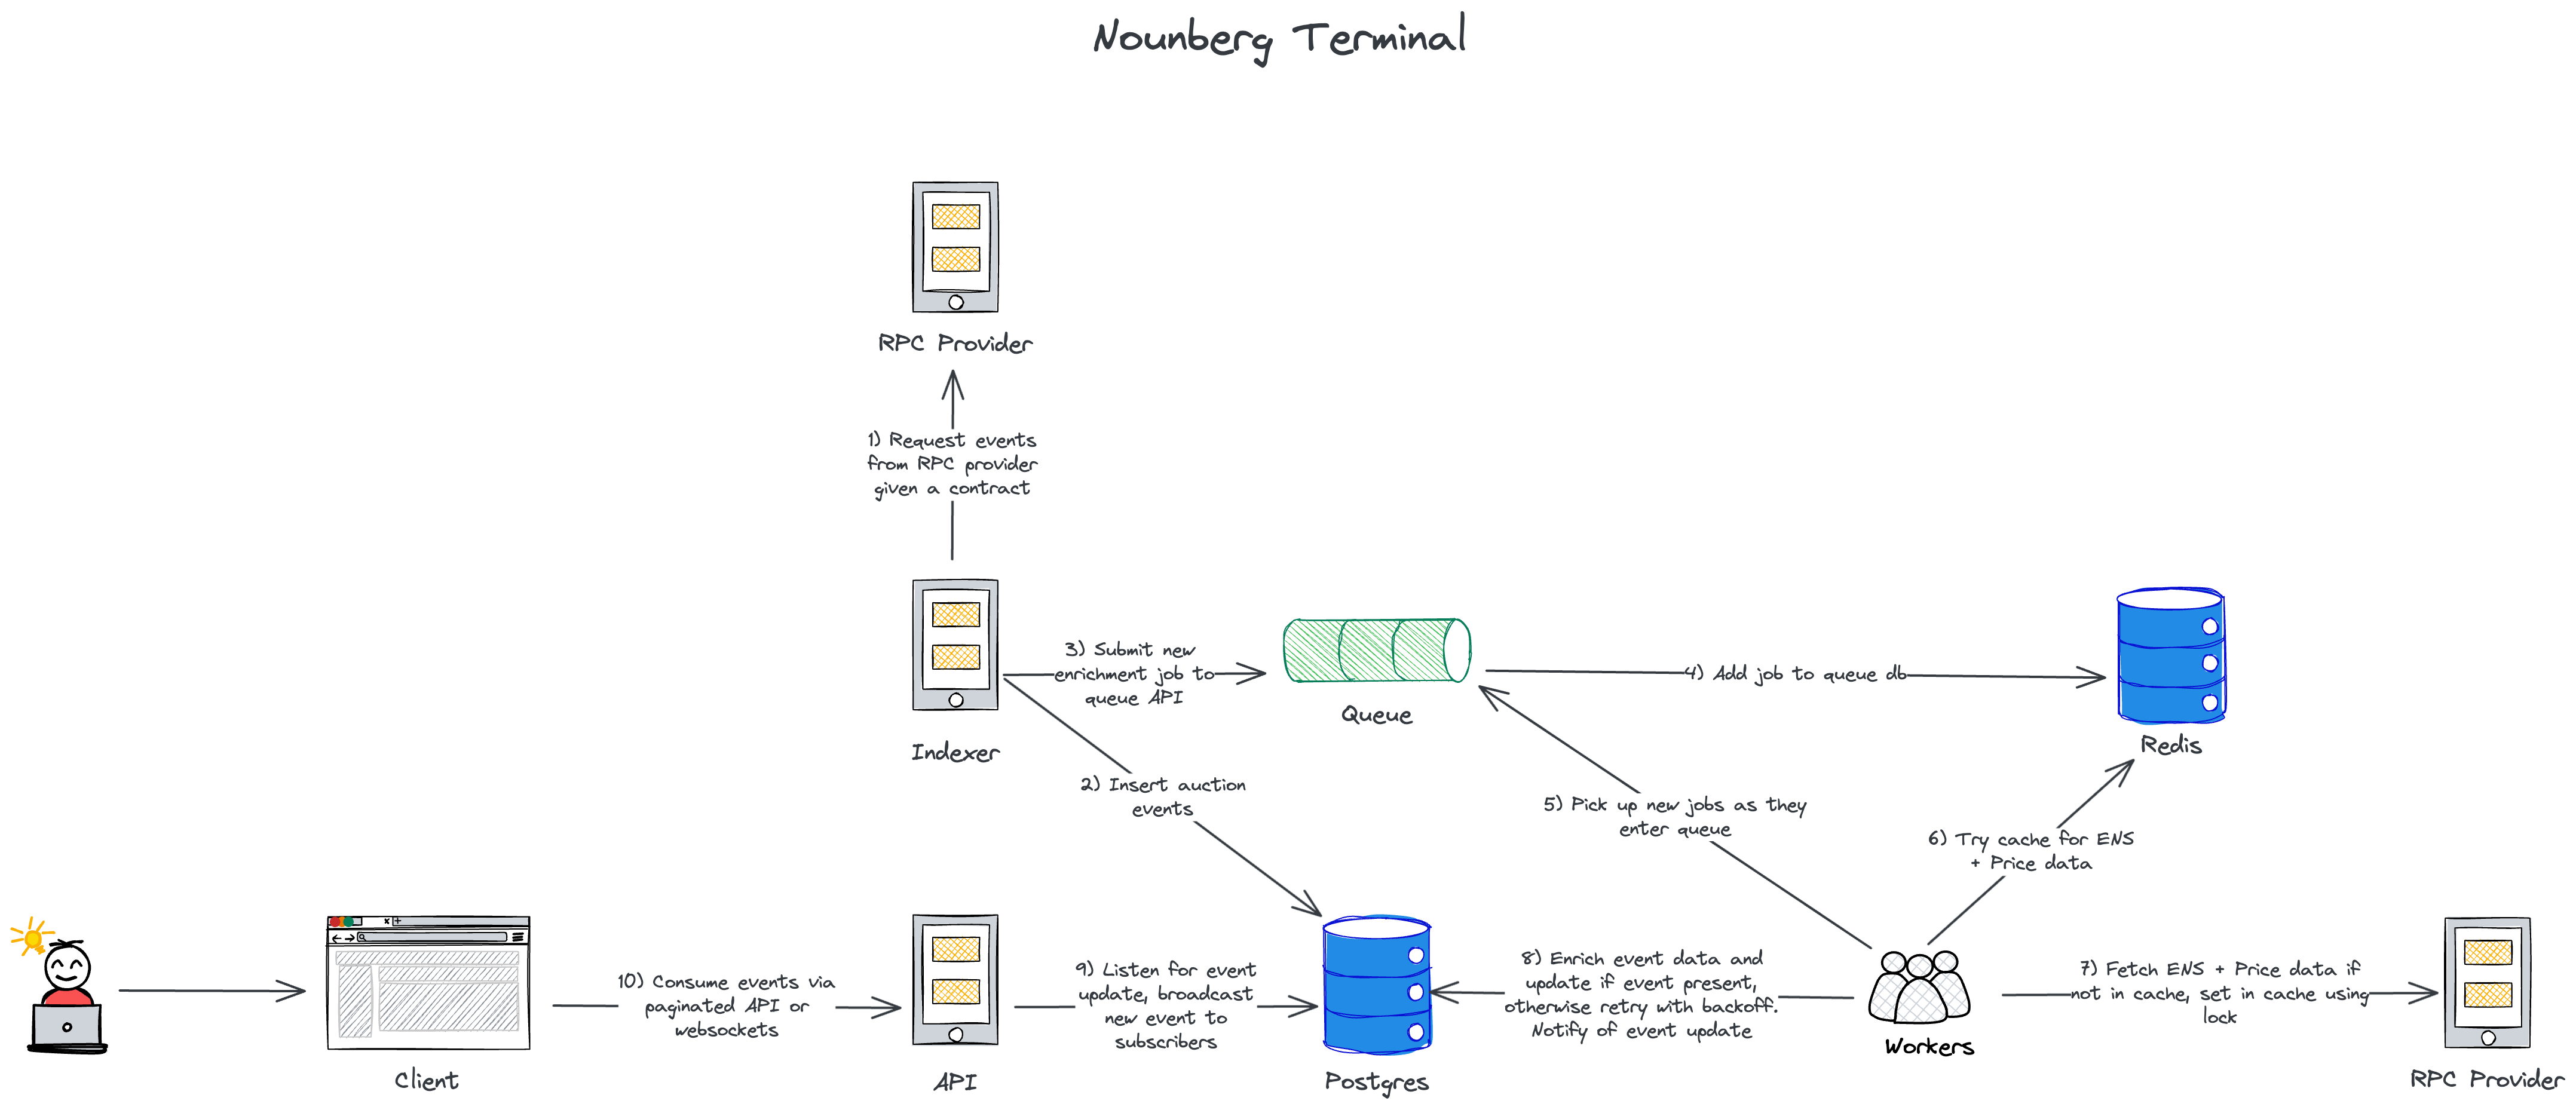 Nounberg Terminal
RPC Provider
1) Request events
from RPC provider
given a contract
Indexer
3) Submit new
enrichment job to
queue API
Queue
4) Add job to queue db
Redis
2) Insert auction
events
5) Pick up new jobs as they
enter queue
6) Try cache for ENS
+ Price data
Client
10) Consume events via
paginated API or
websockets
API
9) Listen for event
update, broadcast
new event to
subscribers
Postgres
8) Enrich event data and
update if event present,
otherwise retry with backoff.
Notify of event update
Workers
7) Fetch ENS + Price data if
not in cache, set in cache using
lock
RPC Provider